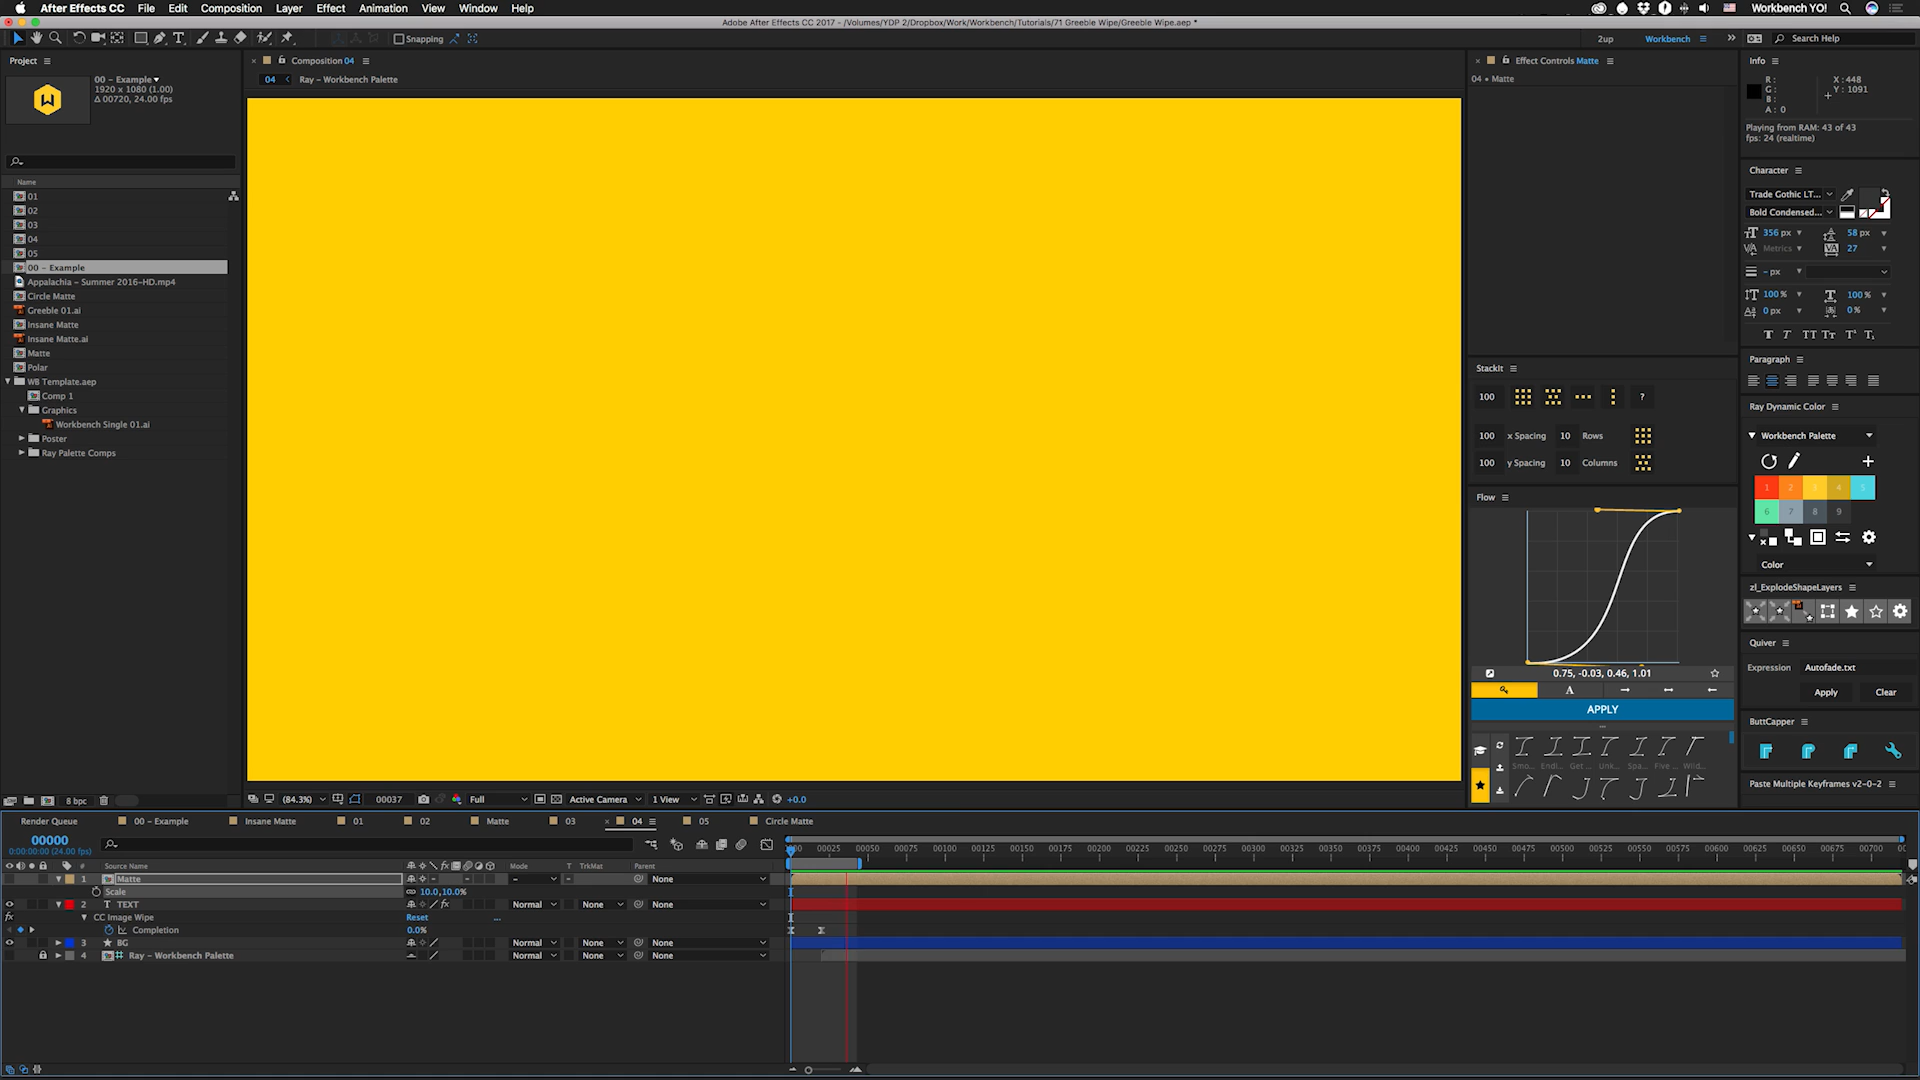 After Effects CC File Edit Composition Layer Effect Animation View Window Help Workbench YO!
Adobe After Effects CC 2017 - /Volumes/YDP 2/Dropbox/Work/Workbench/Tutorials/71 Greeble Wipe/Greeble Wipe.aep *
Snapping 2up Workbench Search Help
Project
00 - Example
1920 x 1080 (1.00)
Δ 00720, 24.00 fps
W
Name
01
02
03
04
05
00 - Example
Appalachia - Summer 2016-HD.mp4
Circle Matte
Greeble 01.ai
Insane Matte
Insane Matte.ai
Matte
Polar
WB Template.aep
Comp 1
Graphics
Workbench Single 01.ai
Poster
Ray Palette Comps
8 bpc
Composition 04
04 Ray - Workbench Palette
(84.3%) 00037 Full Active Camera 1 View +0.0
Effect Controls Matte
04 • Matte
StackIt
100 ?
100 x Spacing 10 Rows
100 y Spacing 10 Columns
Flow
0.75, -0.03, 0.46, 1.01
A
APPLY
Smo... Endi... Get ... Unk... Spa... Five ... Wild...
Info
R : X : 448
G : Y : 1091
B :
A : 0
Playing from RAM: 43 of 43
fps: 24 (realtime)
Character
Trade Gothic LT...
Bold Condensed...
356 px 58 px
Metrics 27
- px
100 % 100 %
0 px 0 %
Paragraph
Ray Dynamic Color
Workbench Palette
1 2 3 4 5
6 7 8 9
Color
zl_ExplodeShapeLayers
Quiver
Expression Autofade.txt
Apply Clear
ButtCapper
Paste Multiple Keyframes v2-0-2
Render Queue 00 - Example Insane Matte 01 02 Matte 03 04 05 Circle Matte
00000
0:00:00:00 (24.00 fps)
00025 00050 00075 00100 00125 00150 00175 00200 00225 00250 00275 00300 00325 00350 00375 00400 00425 00450 00475 00500 00525 00550 00575 00600 00625 00650 00675 00700
# Source Name Mode T TrkMat Parent
1 Matte - None
Scale 10.0,10.0%
2 T TEXT Normal None None
CC Image Wipe Reset ...
Completion 0.0%
3 BG Normal None None
4 Ray - Workbench Palette Normal None None